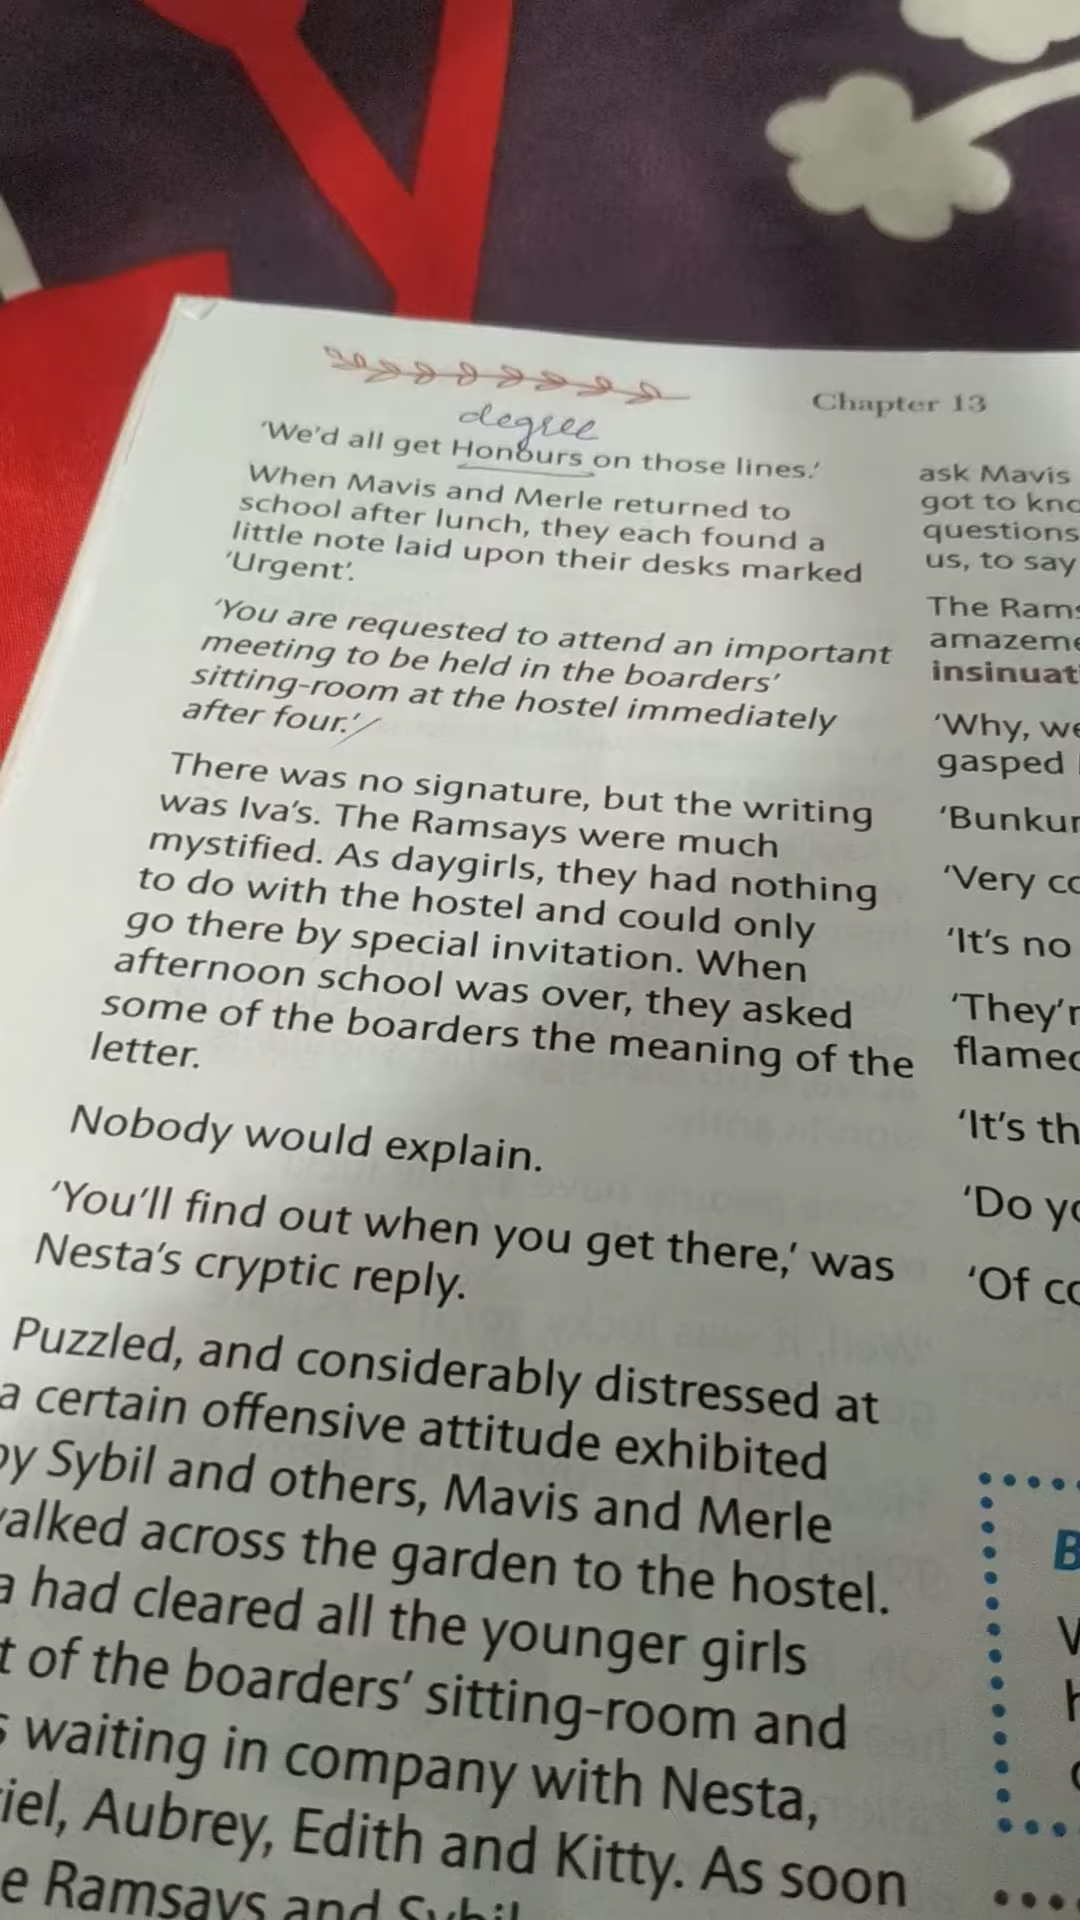 Chapter 13
degree
‘We’d all get Honours on those lines.’
When Mavis and Merle returned to
school after lunch, they each found a
little note laid upon their desks marked
‘Urgent’.
‘You are requested to attend an important
meeting to be held in the boarders’
sitting-room at the hostel immediately
after four.’
There was no signature, but the writing
was Iva’s. The Ramsays were much
mystified. As daygirls, they had nothing
to do with the hostel and could only
go there by special invitation. When
afternoon school was over, they asked
some of the boarders the meaning of the
letter.
Nobody would explain.
‘You’ll find out when you get there,’ was
Nesta’s cryptic reply.
Puzzled, and considerably distressed at
a certain offensive attitude exhibited
by Sybil and others, Mavis and Merle
across the garden to the hostel.
had cleared all the younger girls
of the boarders’ sitting-room and
waiting in company with Nesta,
Aubrey, Edith and Kitty. As soon
Ramsays and Sybil
ask Mavis
got to
questions
us, to say
The
‘Why,
gasped
‘Very
‘It’s no
‘It’s
‘Do
‘Of